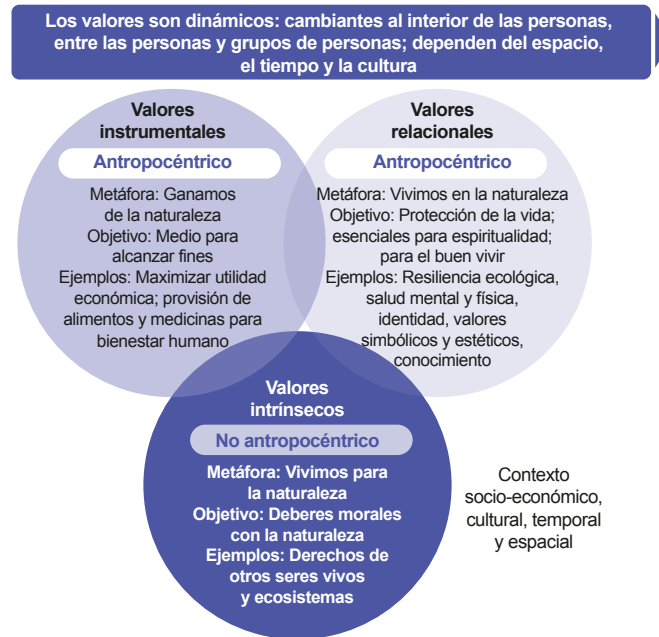 Los valores son dinámicos: cambiantes al interior de las personas,
entre las personas y grupos de personas; dependen del espacio,
el tiempo y la cultura
Valores
instrumentales
Antropocéntrico
Metáfora: Ganamos
de la naturaleza
Objetivo: Medio para
alcanzar fines
Ejemplos: Maximizar utilidad
económica; provisión de
alimentos y medicinas para
bienestar humano
Valores
relacionales
Antropocéntrico
Metáfora: Vivimos en la naturaleza
Objetivo: Protección de la vida;
esenciales para espiritualidad;
para el buen vivir
Ejemplos: Resiliencia ecológica,
salud mental y física,
identidad, valores
simbólicos y estéticos,
conocimiento
Valores
intrínsecos
No antropocéntrico
Metáfora: Vivimos para
la naturaleza
Objetivo: Deberes morales
con la naturaleza
Ejemplos: Derechos de
otros seres vivos
y ecosistemas
Contexto
socio-económico,
cultural, temporal
y espacial